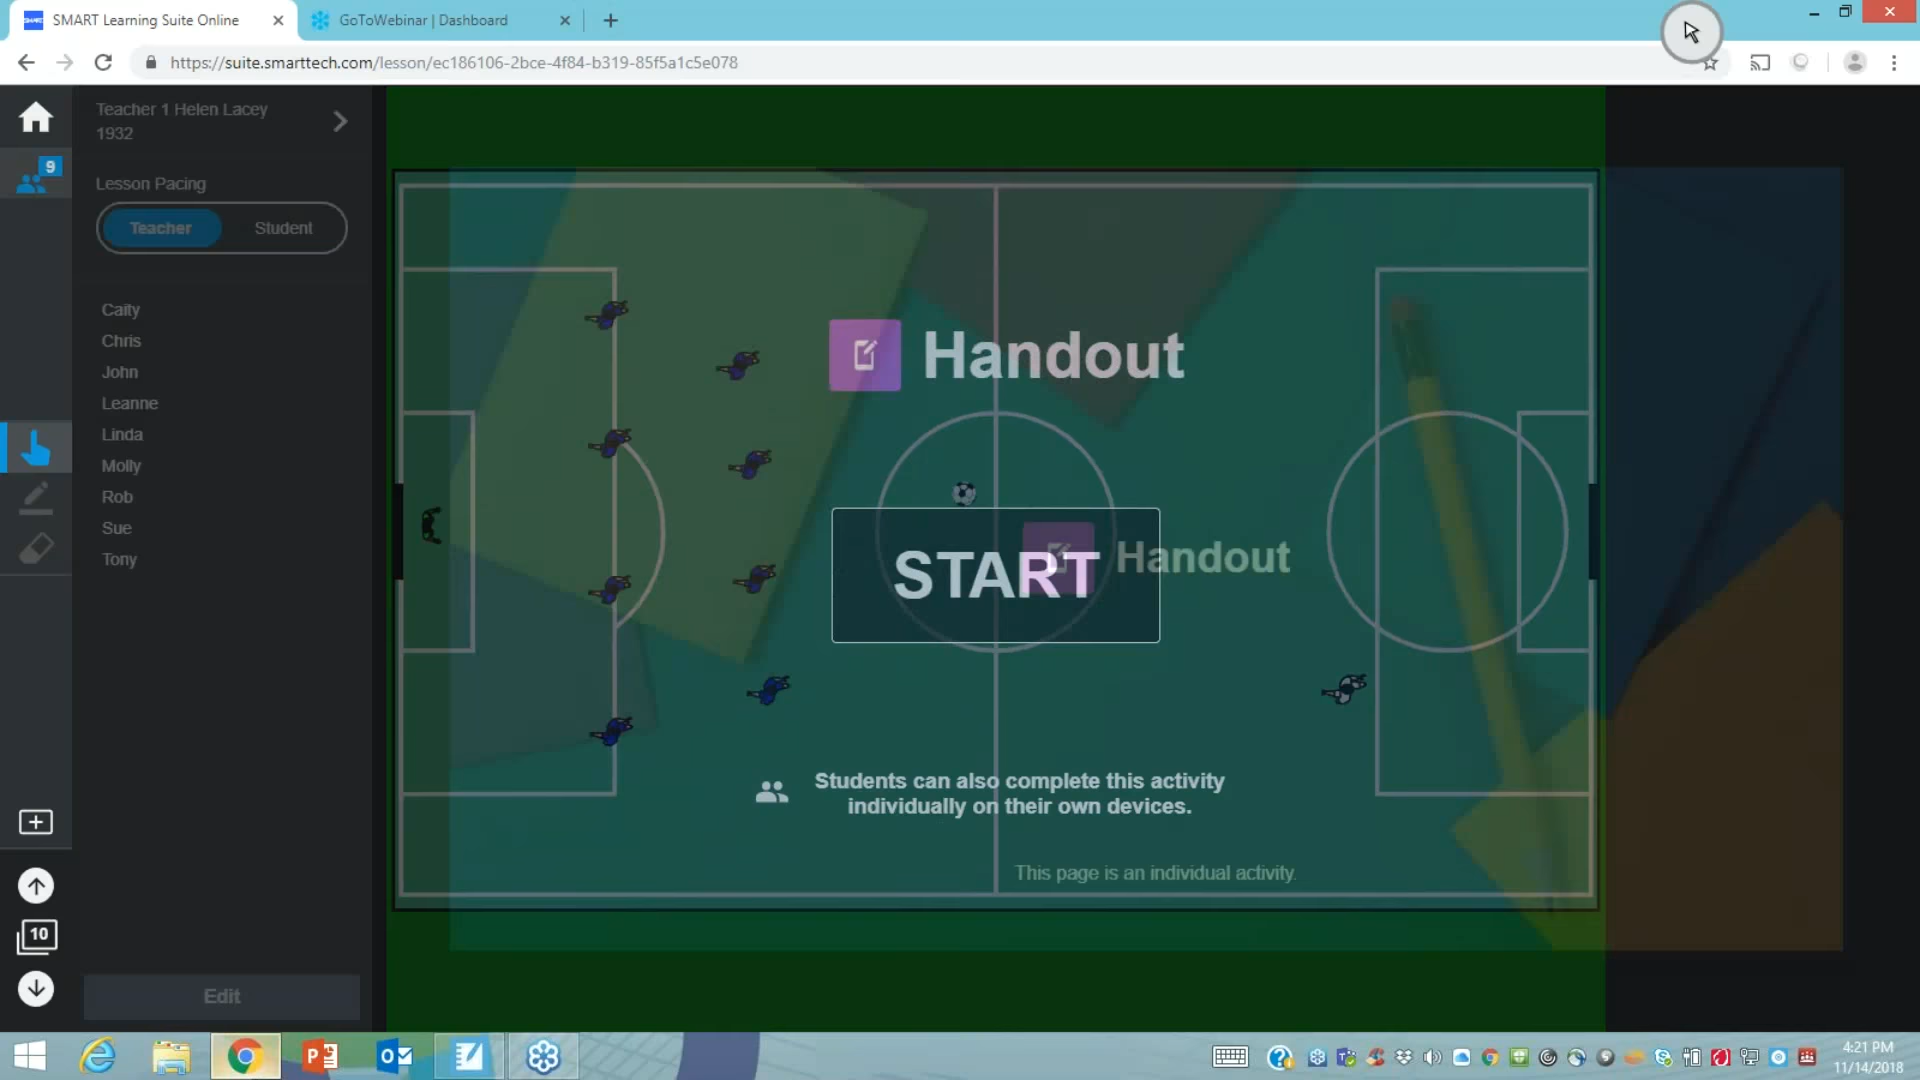 SMART Learning Suite Online
GoToWebinar | Dashboard
https://suite.smarttech.com/lesson/ec186106-2bce-4f84-b319-85f5a1c5e078
Teacher 1 Helen Lacey
1932
9
Lesson Pacing
Teacher
Student
Caity
Chris
John
Leanne
Linda
Molly
Rob
Sue
Tony
Handout
START
Handout
Students can also complete this activity
individually on their own devices.
This page is an individual activity.
10
Edit
4:21 PM
11/14/2018